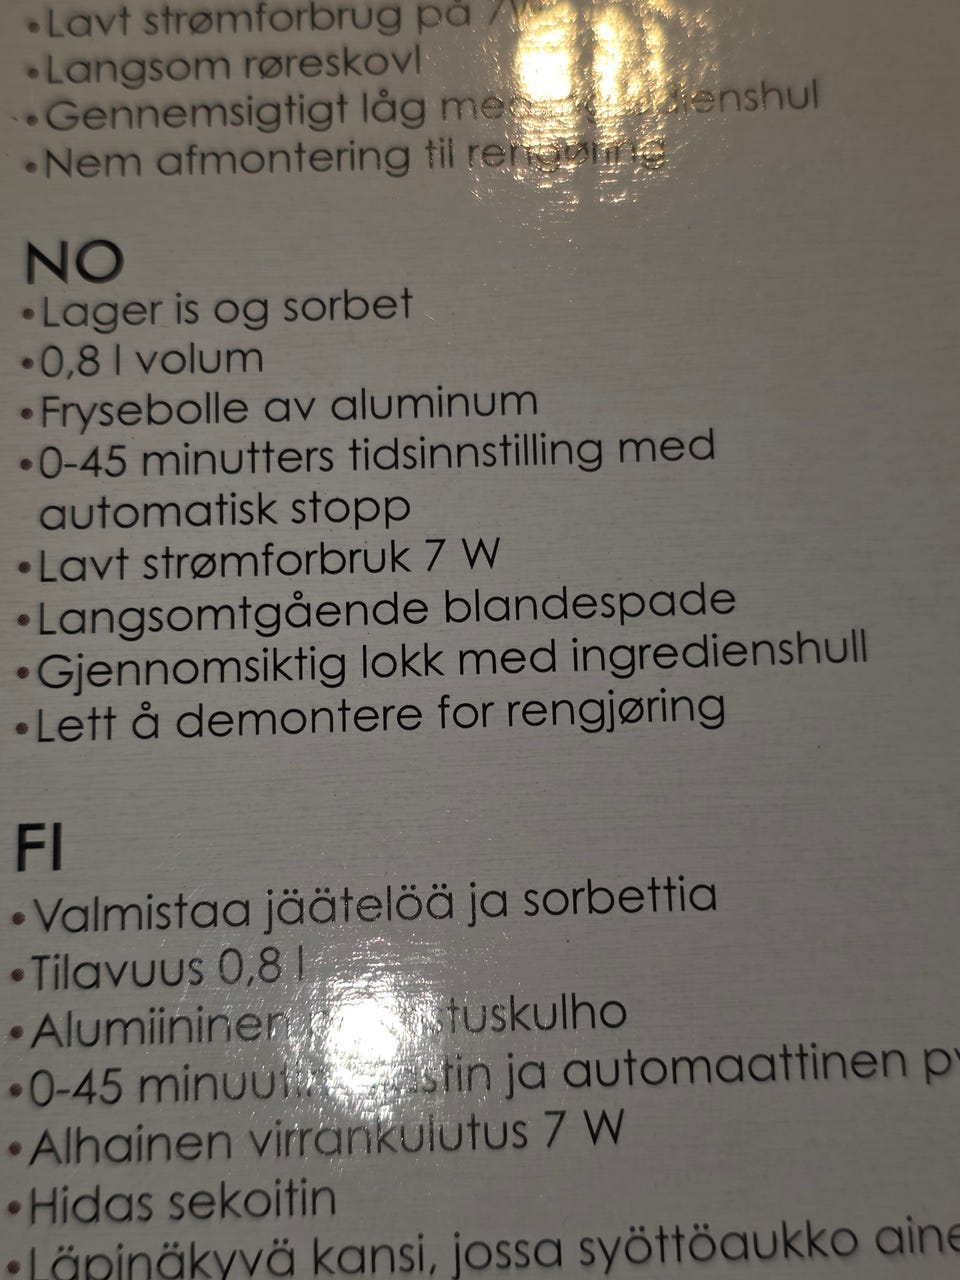 •Lavt strømforbrug på 7W
•Langsom røreskovl
•Gennemsigtigt låg
•Nem afmontering til rengøring
NO
•Lager is og sorbet
•0,8 l volum
•Frysebolle av aluminum
•0-45 minutters tidsinnstilling med
automatisk stopp
•Lavt strømforbruk 7 W
•Langsomtgående blandespade
•Gjennomsiktig lokk med ingredienshull
•Lett å demontere for rengjøring
FI
•Valmistaa jäätelöä ja sorbettia
•Tilavuus 0,8 l
•Alumiininen
•0-45 ja automaattinen
•Alhainen virrankulutus 7 W
•Hidas sekoitin
•Läpinäkyvä kansi, jossa syöttöaukko